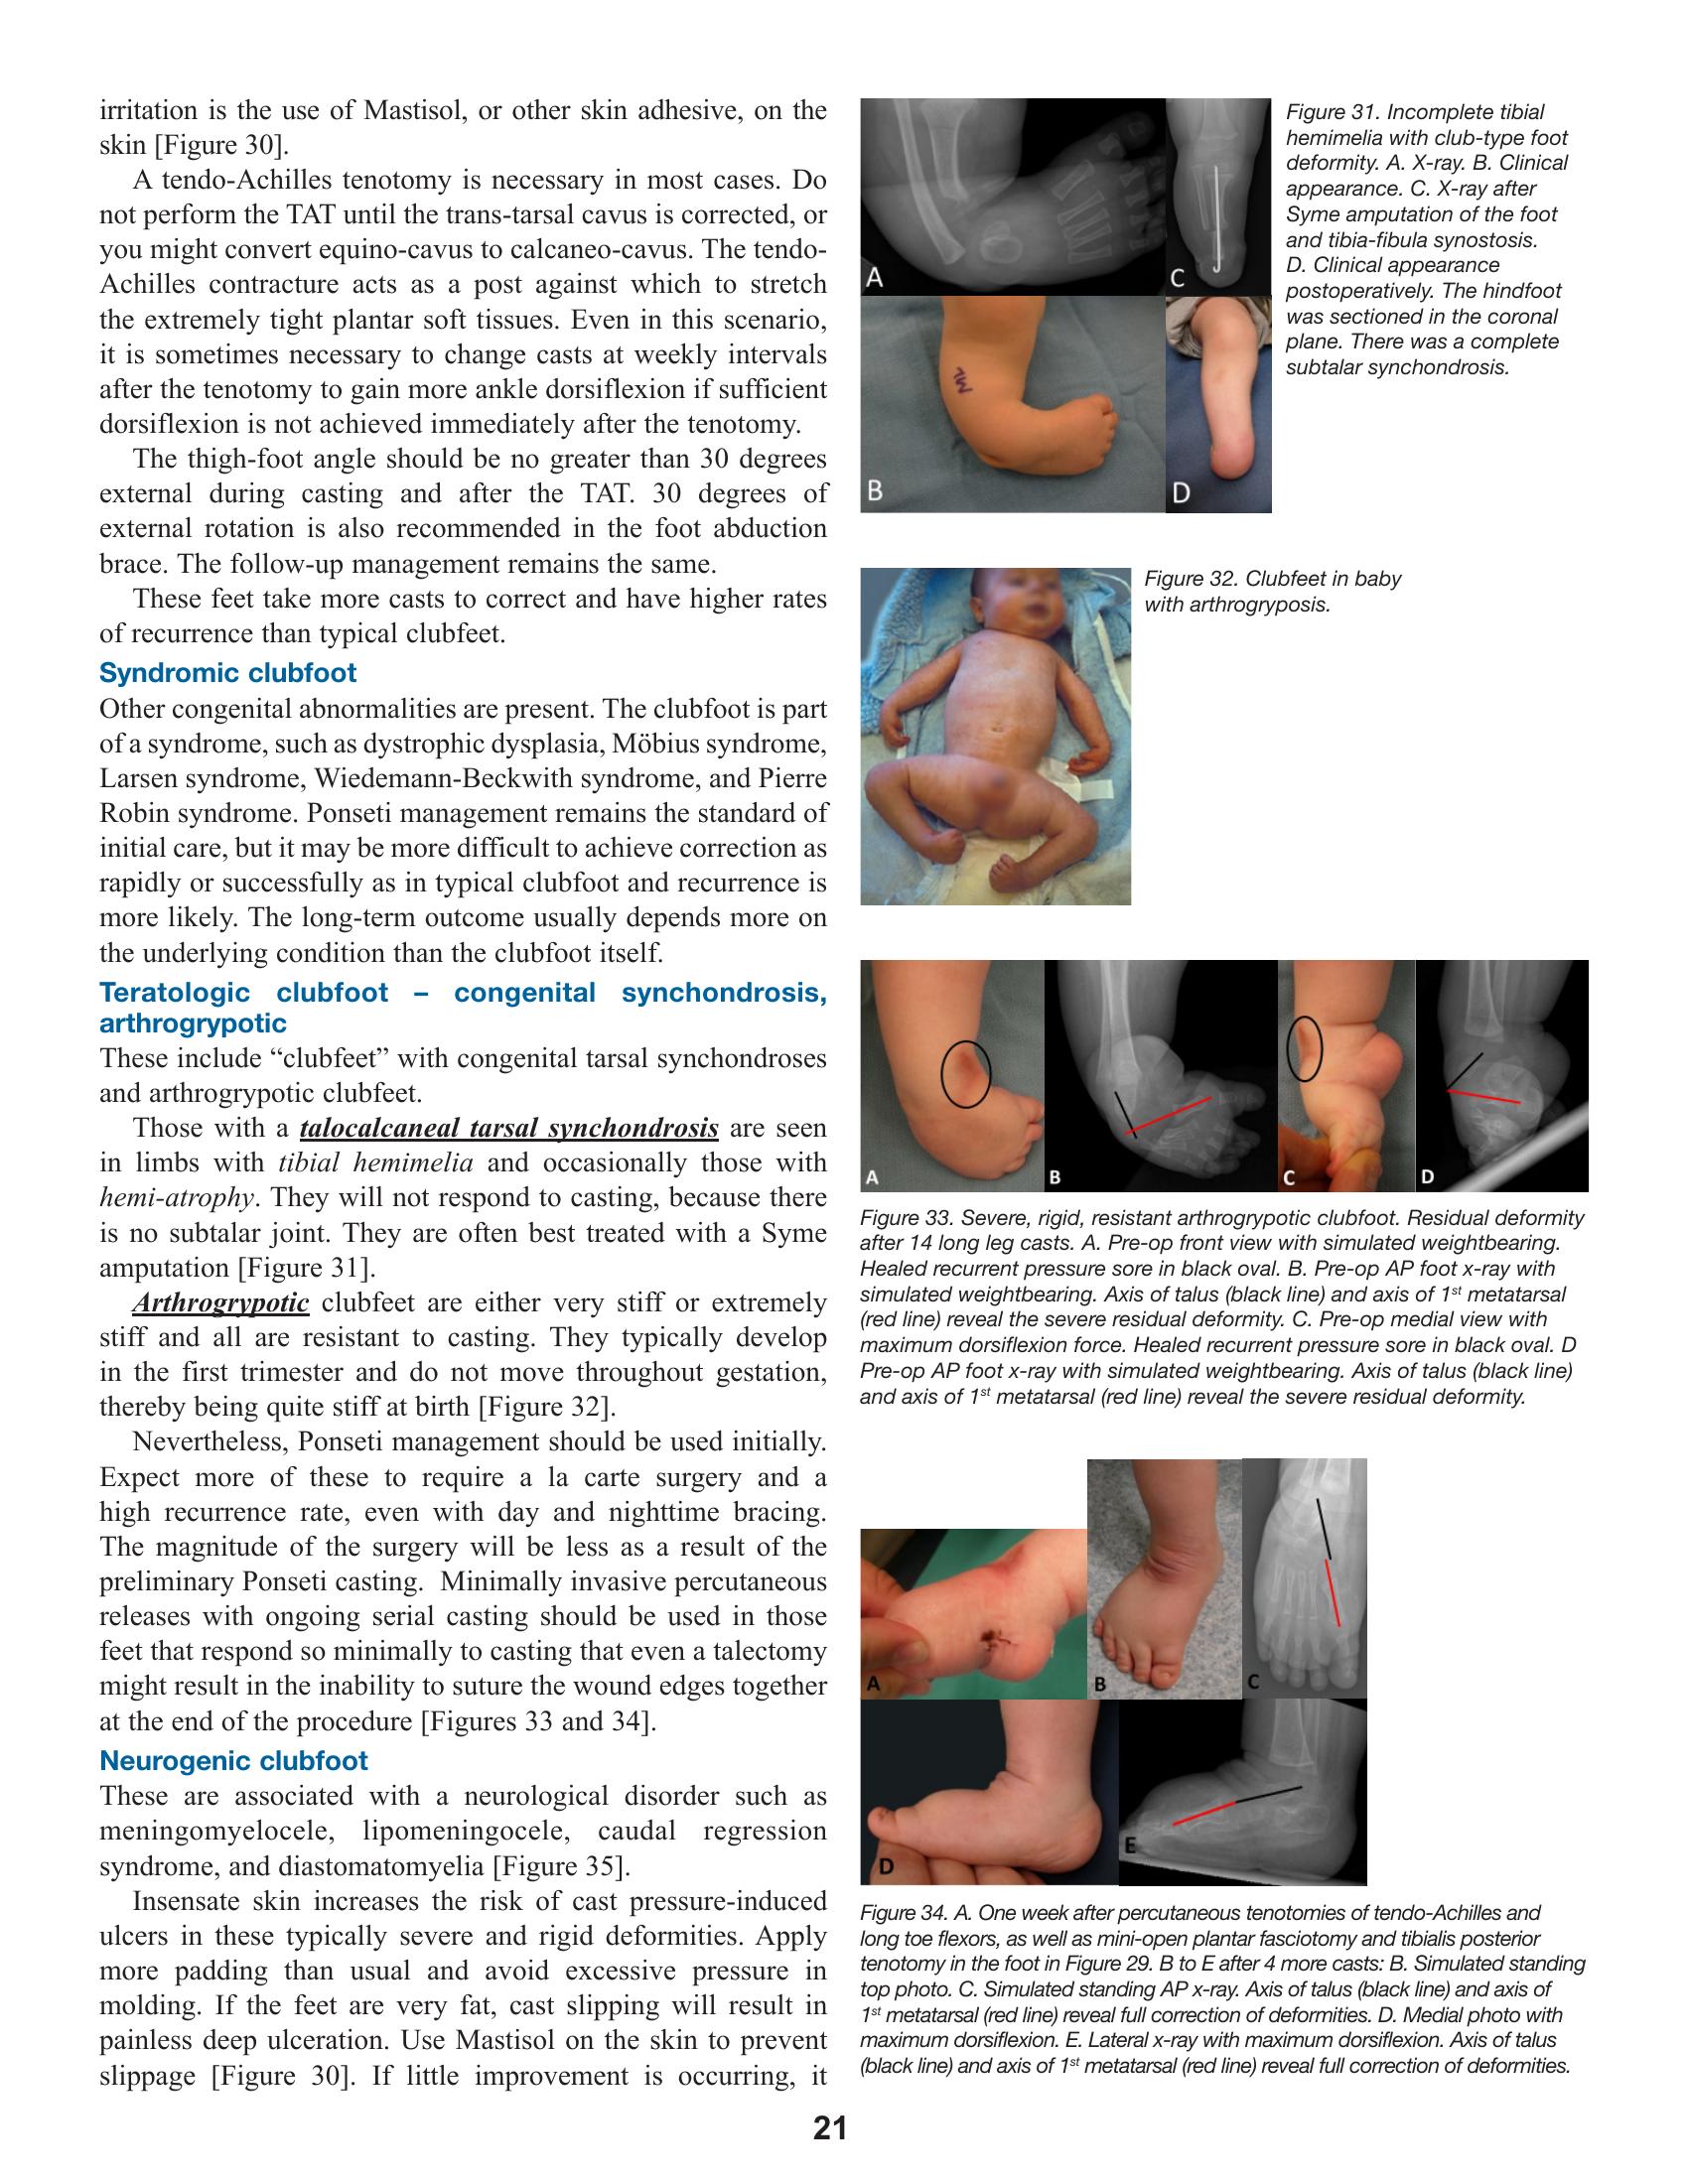 irritation is the use of Mastisol, or other skin adhesive, on the
skin [Figure 30].
A tendo-Achilles tenotomy is necessary in most cases. Do
not perform the TAT until the trans-tarsal cavus is corrected, or
you might convert equino-cavus to calcaneo-cavus. The tendo-
Achilles contracture acts as a post against which to stretch
the extremely tight plantar soft tissues. Even in this scenario,
it is sometimes necessary to change casts at weekly intervals
after the tenotomy to gain more ankle dorsiflexion if sufficient
dorsiflexion is not achieved immediately after the tenotomy.
The thigh-foot angle should be no greater than 30 degrees
external during casting and after the TAT. 30 degrees of
external rotation is also recommended in the foot abduction
brace. The follow-up management remains the same.
These feet take more casts to correct and have higher rates
of recurrence than typical clubfeet.
Syndromic clubfoot
Other congenital abnormalities are present. The clubfoot is part
of a syndrome, such as dystrophic dysplasia, Möbius syndrome,
Larsen syndrome, Wiedemann-Beckwith syndrome, and Pierre
Robin syndrome. Ponseti management remains the standard of
initial care, but it may be more difficult to achieve correction as
rapidly or successfully as in typical clubfoot and recurrence is
more likely. The long-term outcome usually depends more on
the underlying condition than the clubfoot itself.
Teratologic clubfoot – congenital synchondrosis,
arthrogrypotic
These include “clubfeet” with congenital tarsal synchondroses
and arthrogrypotic clubfeet.
Those with a talocalcaneal tarsal synchondrosis are seen
in limbs with tibial hemimelia and occasionally those with
hemi-atrophy. They will not respond to casting, because there
is no subtalar joint. They are often best treated with a Syme
amputation [Figure 31].
Arthrogrypotic clubfeet are either very stiff or extremely
stiff and all are resistant to casting. They typically develop
in the first trimester and do not move throughout gestation,
thereby being quite stiff at birth [Figure 32].
Nevertheless, Ponseti management should be used initially.
Expect more of these to require a la carte surgery and a
high recurrence rate, even with day and nighttime bracing.
The magnitude of the surgery will be less as a result of the
preliminary Ponseti casting. Minimally invasive percutaneous
releases with ongoing serial casting should be used in those
feet that respond so minimally to casting that even a talectomy
might result in the inability to suture the wound edges together
at the end of the procedure [Figures 33 and 34].
Neurogenic clubfoot
These are associated with a neurological disorder such as
meningomyelocele, lipomeningocele, caudal regression
syndrome, and diastomatomyelia [Figure 35].
Insensate skin increases the risk of cast pressure-induced
ulcers in these typically severe and rigid deformities. Apply
more padding than usual and avoid excessive pressure in
molding. If the feet are very fat, cast slipping will result in
painless deep ulceration. Use Mastisol on the skin to prevent
slippage [Figure 30]. If little improvement is occurring, it
A
C
B
D
Figure 31. Incomplete tibial
hemimelia with club-type foot
deformity. A. X-ray. B. Clinical
appearance. C. X-ray after
Syme amputation of the foot
and tibia-fibula synostosis.
D. Clinical appearance
postoperatively. The hindfoot
was sectioned in the coronal
plane. There was a complete
subtalar synchondrosis.
Figure 32. Clubfeet in baby
with arthrogryposis.
A
B
C
D
Figure 33. Severe, rigid, resistant arthrogrypotic clubfoot. Residual deformity
after 14 long leg casts. A. Pre-op front view with simulated weightbearing.
Healed recurrent pressure sore in black oval. B. Pre-op AP foot x-ray with
simulated weightbearing. Axis of talus (black line) and axis of 1st metatarsal
(red line) reveal the severe residual deformity. C. Pre-op medial view with
maximum dorsiflexion force. Healed recurrent pressure sore in black oval. D
Pre-op AP foot x-ray with simulated weightbearing. Axis of talus (black line)
and axis of 1st metatarsal (red line) reveal the severe residual deformity.
A
B
C
D
E
Figure 34. A. One week after percutaneous tenotomies of tendo-Achilles and
long toe flexors, as well as mini-open plantar fasciotomy and tibialis posterior
tenotomy in the foot in Figure 29. B to E after 4 more casts: B. Simulated standing
top photo. C. Simulated standing AP x-ray. Axis of talus (black line) and axis of
1st metatarsal (red line) reveal full correction of deformities. D. Medial photo with
maximum dorsiflexion. E. Lateral x-ray with maximum dorsiflexion. Axis of talus
(black line) and axis of 1st metatarsal (red line) reveal full correction of deformities.
21